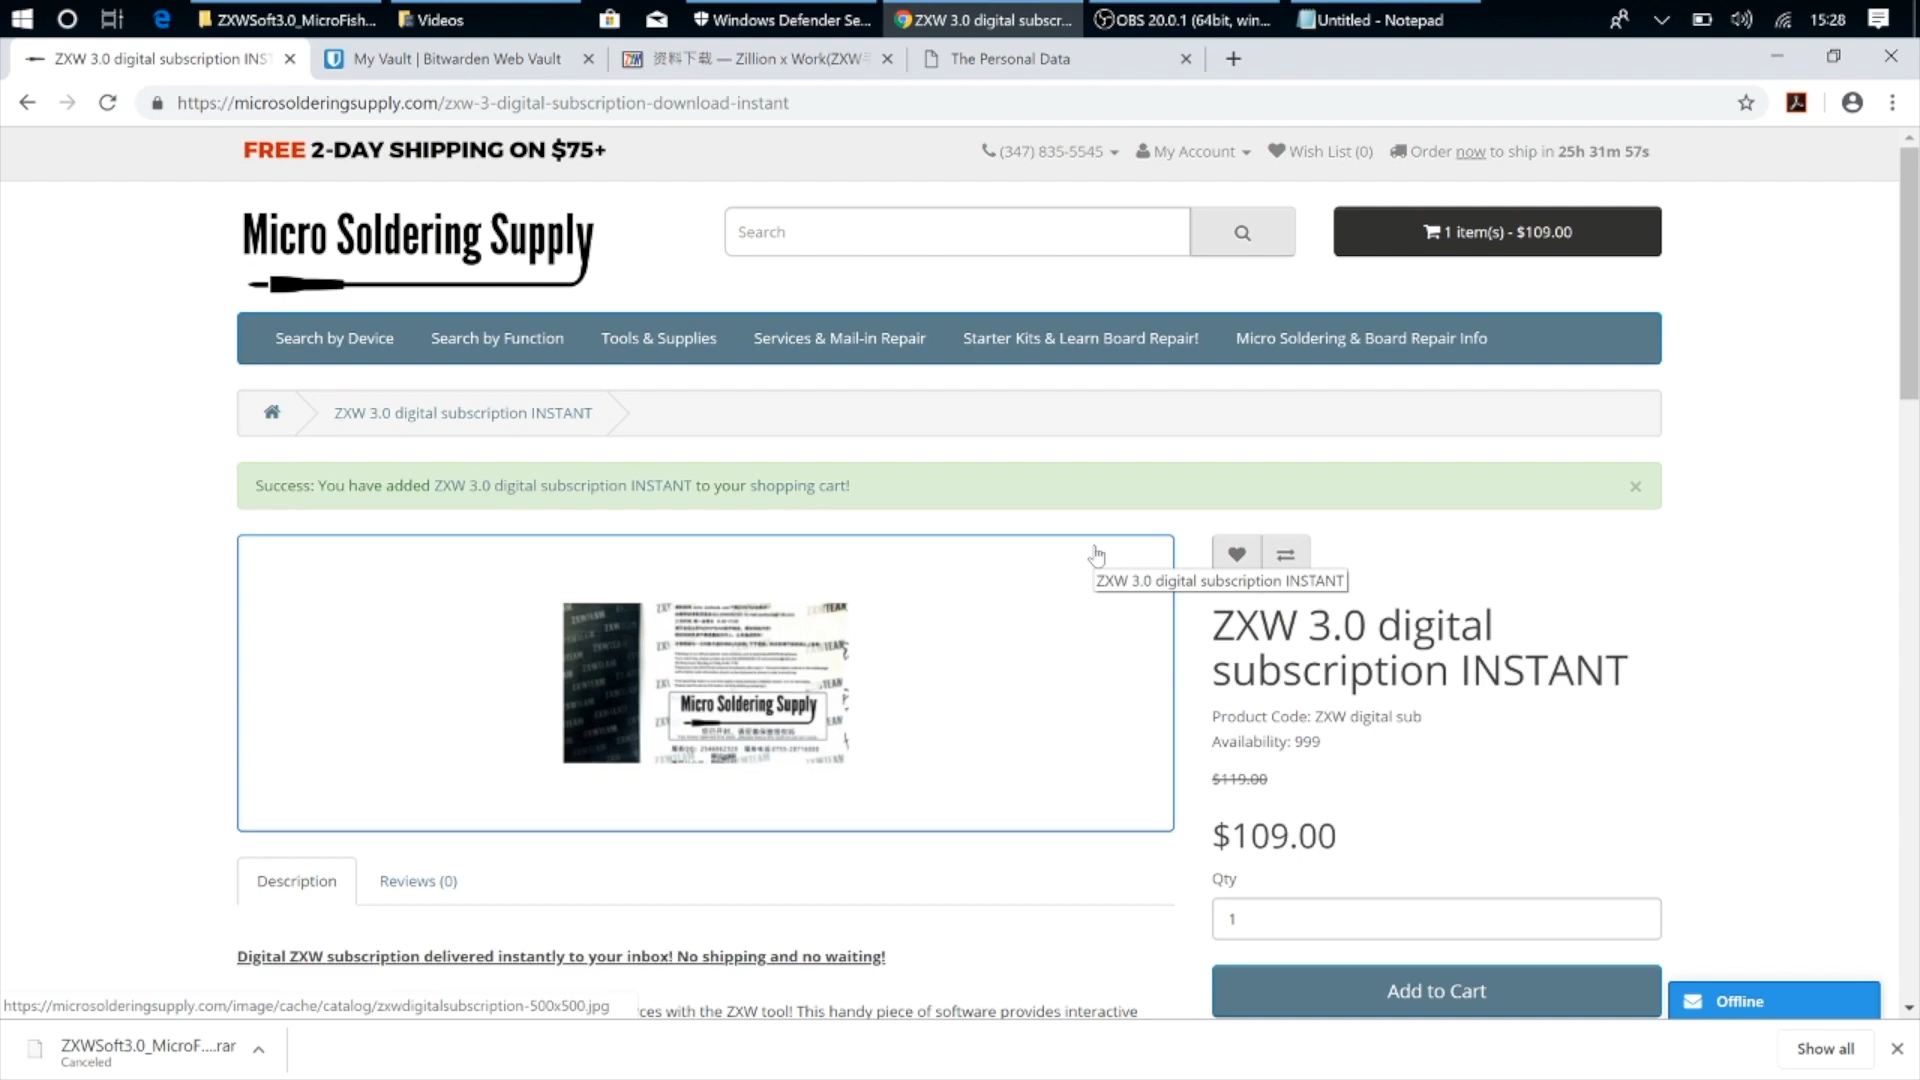 ZXWSoft3.0_MicroFish... Videos Windows Defender Se... ZXW 3.0 digital subscr... OBS 20.0.1 (64bit, win... Untitled - Notepad 15:28
ZXW 3.0 digital subscription INST My Vault | Bitwarden Web Vault 资料下载 — Zillion x Work(ZXW The Personal Data
https://microsolderingsupply.com/zxw-3-digital-subscription-download-instant
FREE 2-DAY SHIPPING ON $75+ (347) 835-5545 My Account Wish List (0) Order now to ship in 25h 31m 57s
Micro Soldering Supply
Search
1 item(s) - $109.00
Search by Device Search by Function Tools & Supplies Services & Mail-in Repair Starter Kits & Learn Board Repair! Micro Soldering & Board Repair Info
ZXW 3.0 digital subscription INSTANT
Success: You have added ZXW 3.0 digital subscription INSTANT to your shopping cart!
ZXW 3.0 digital subscription INSTANT
Micro Soldering Supply
ZXW 3.0 digital
subscription INSTANT
Product Code: ZXW digital sub
Availability: 999
$119.00
$109.00
Qty
1
Add to Cart
Description Reviews (0)
Digital ZXW subscription delivered instantly to your inbox! No shipping and no waiting!
https://microsolderingsupply.com/image/cache/catalog/zxwdigitalsubscription-500x500.jpg
ces with the ZXW tool! This handy piece of software provides interactive
Offline
ZXWSoft3.0_MicroF....rar
Canceled
Show all